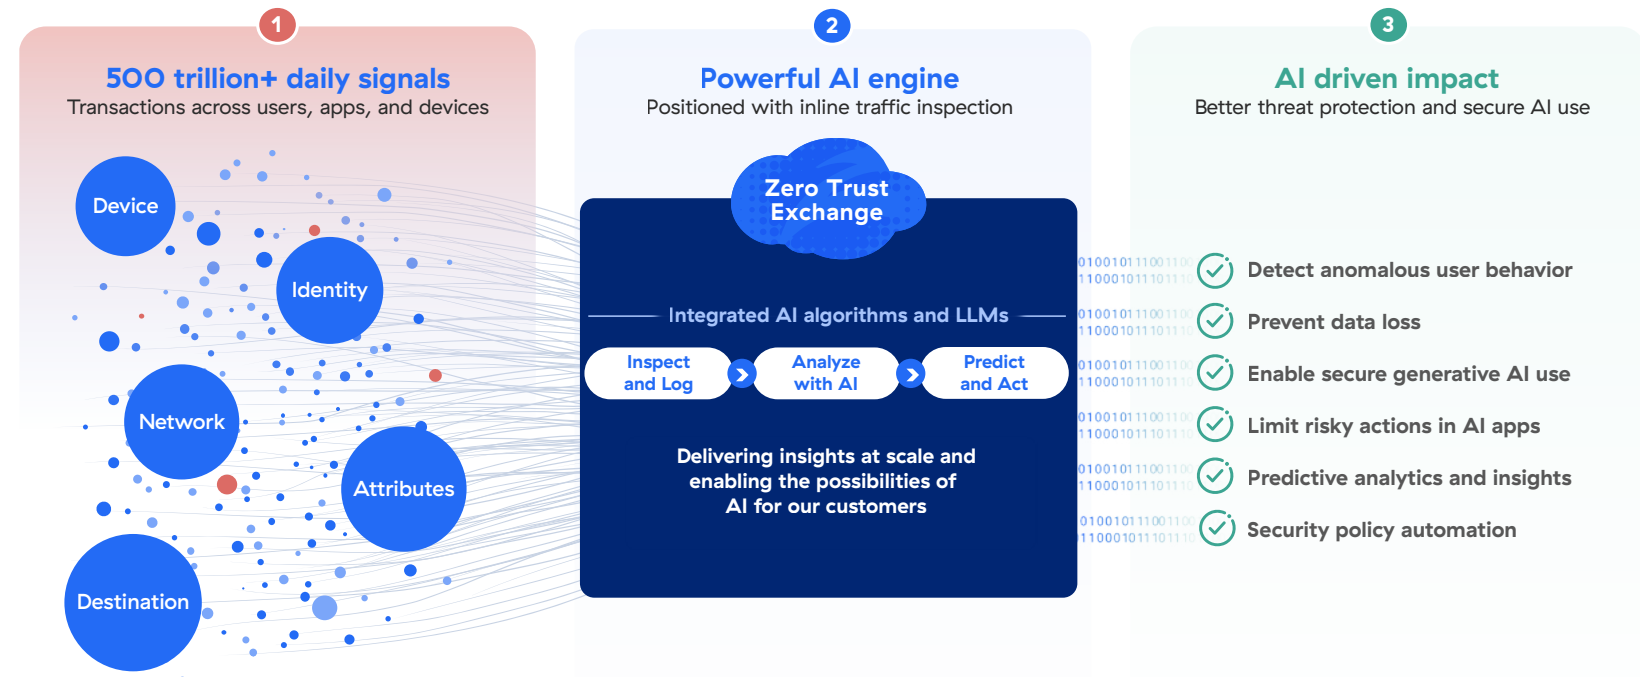 1
500 trillion+ daily signals
Transactions across users, apps, and devices
Device
Identity
Network
Attributes
Destination
2
Powerful AI engine
Positioned with inline traffic inspection
Zero Trust
Exchange
Integrated AI algorithms and LLMs
Inspect
and Log
Analyze
with AI
Predict
and Act
Delivering insights at scale and
enabling the possibilities of
AI for our customers
3
AI driven impact
Better threat protection and secure AI use
Detect anomalous user behavior
Prevent data loss
Enable secure generative AI use
Limit risky actions in AI apps
Predictive analytics and insights
Security policy automation